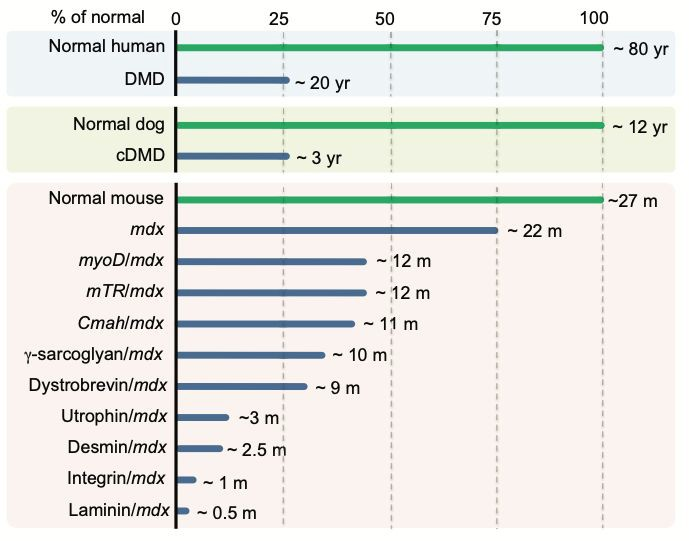 % of normal 0 25 50 75 100
Normal human ~ 80 yr
DMD ~ 20 yr
Normal dog ~ 12 yr
cDMD ~ 3 yr
Normal mouse ~27 m
mdx ~ 22 m
myoD/mdx ~ 12 m
mTR/mdx ~ 12 m
Cmah/mdx ~ 11 m
γ-sarcoglyan/mdx ~ 10 m
Dystrobrevin/mdx ~ 9 m
Utrophin/mdx ~3 m
Desmin/mdx ~ 2.5 m
Integrin/mdx ~ 1 m
Laminin/mdx ~ 0.5 m